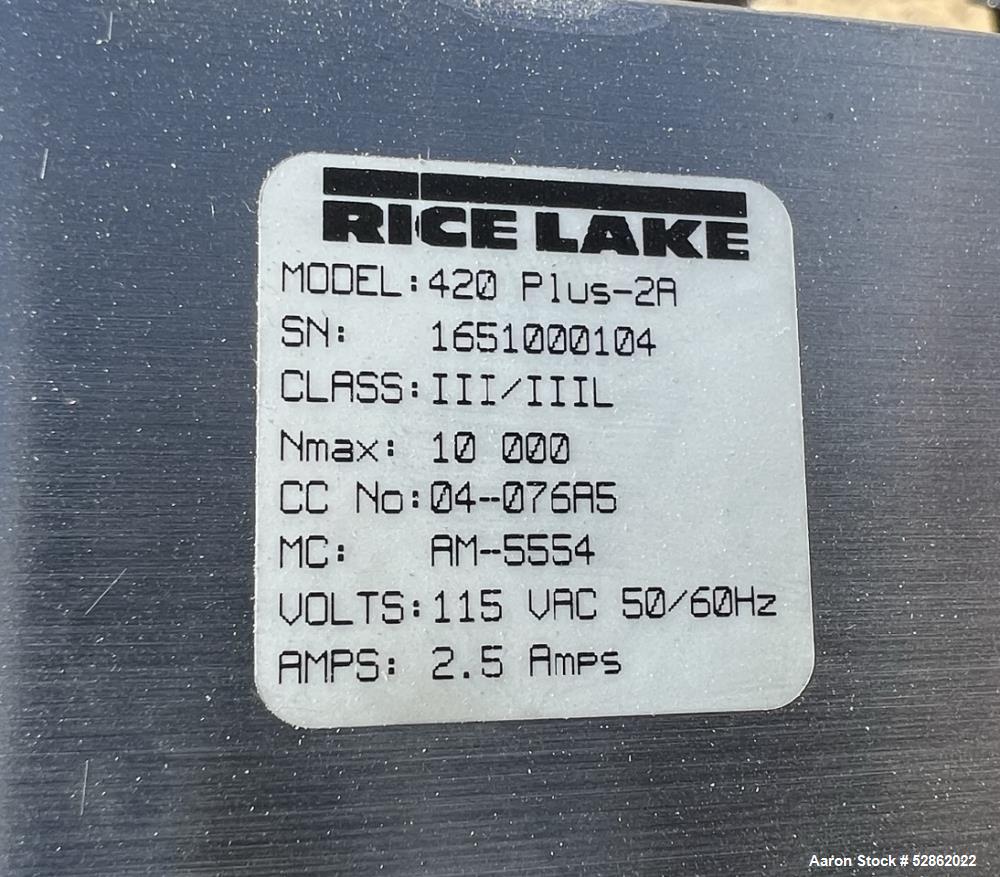 RICE LAKE
MODEL: 420 Plus-2A
SN: 1651000104
CLASS: III/IIIL
Nmax: 10 000
CC No: 04-076A5
MC: AM-5554
VOLTS: 115 VAC 50/60Hz
AMPS: 2.5 Amps
Aaron Stock # 52862022